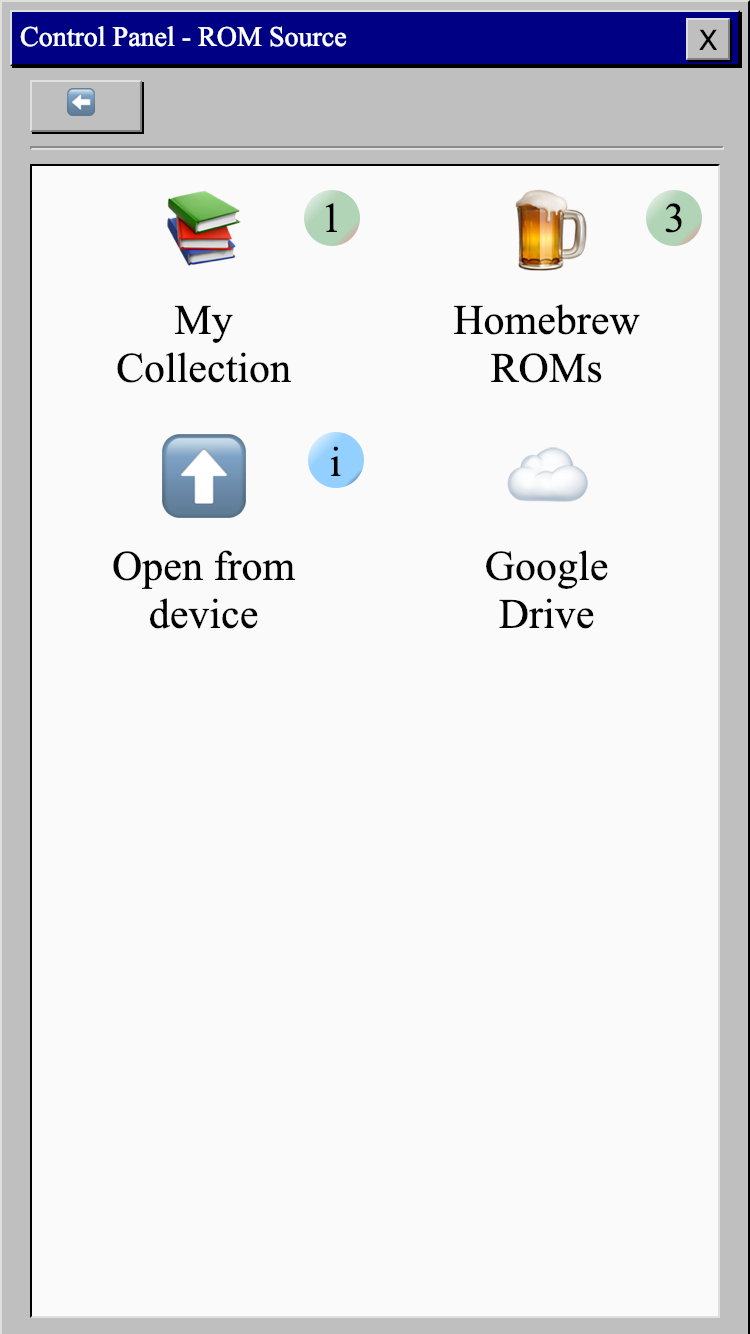 Control Panel - ROM Source
X
1
3
My
Collection
Homebrew
ROMs
i
Open from
device
Google
Drive